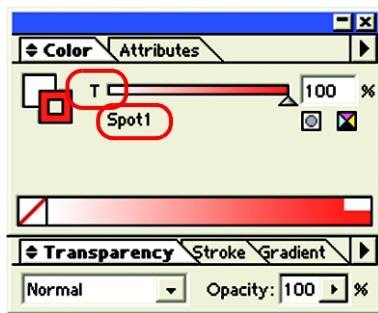 Color Attributes
T 100 %
Spot1
Transparency Stroke Gradient
Normal Opacity: 100 %